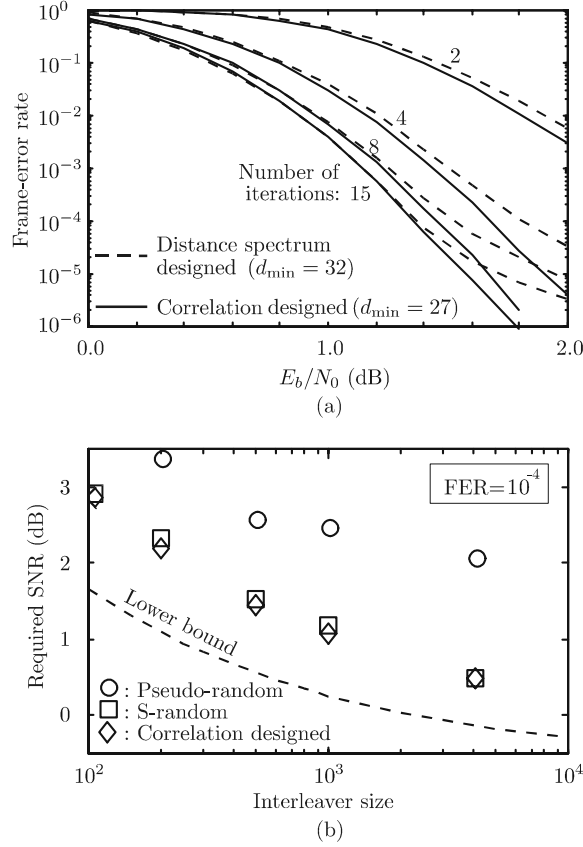 (a)
10^0
10^-1
10^-2
10^-3
10^-4
10^-5
10^-6
Frame-error rate
2
4
8
Number of
iterations: 15
Distance spectrum
designed (d_min = 32)
Correlation designed (d_min = 27)
0.0
1.0
2.0
E_b/N_0 (dB)
(a)
3
2
1
0
Required SNR (dB)
FER=10^-4
Lower bound
: Pseudo-random
: S-random
: Correlation designed
10^2
10^3
10^4
Interleaver size
(b)